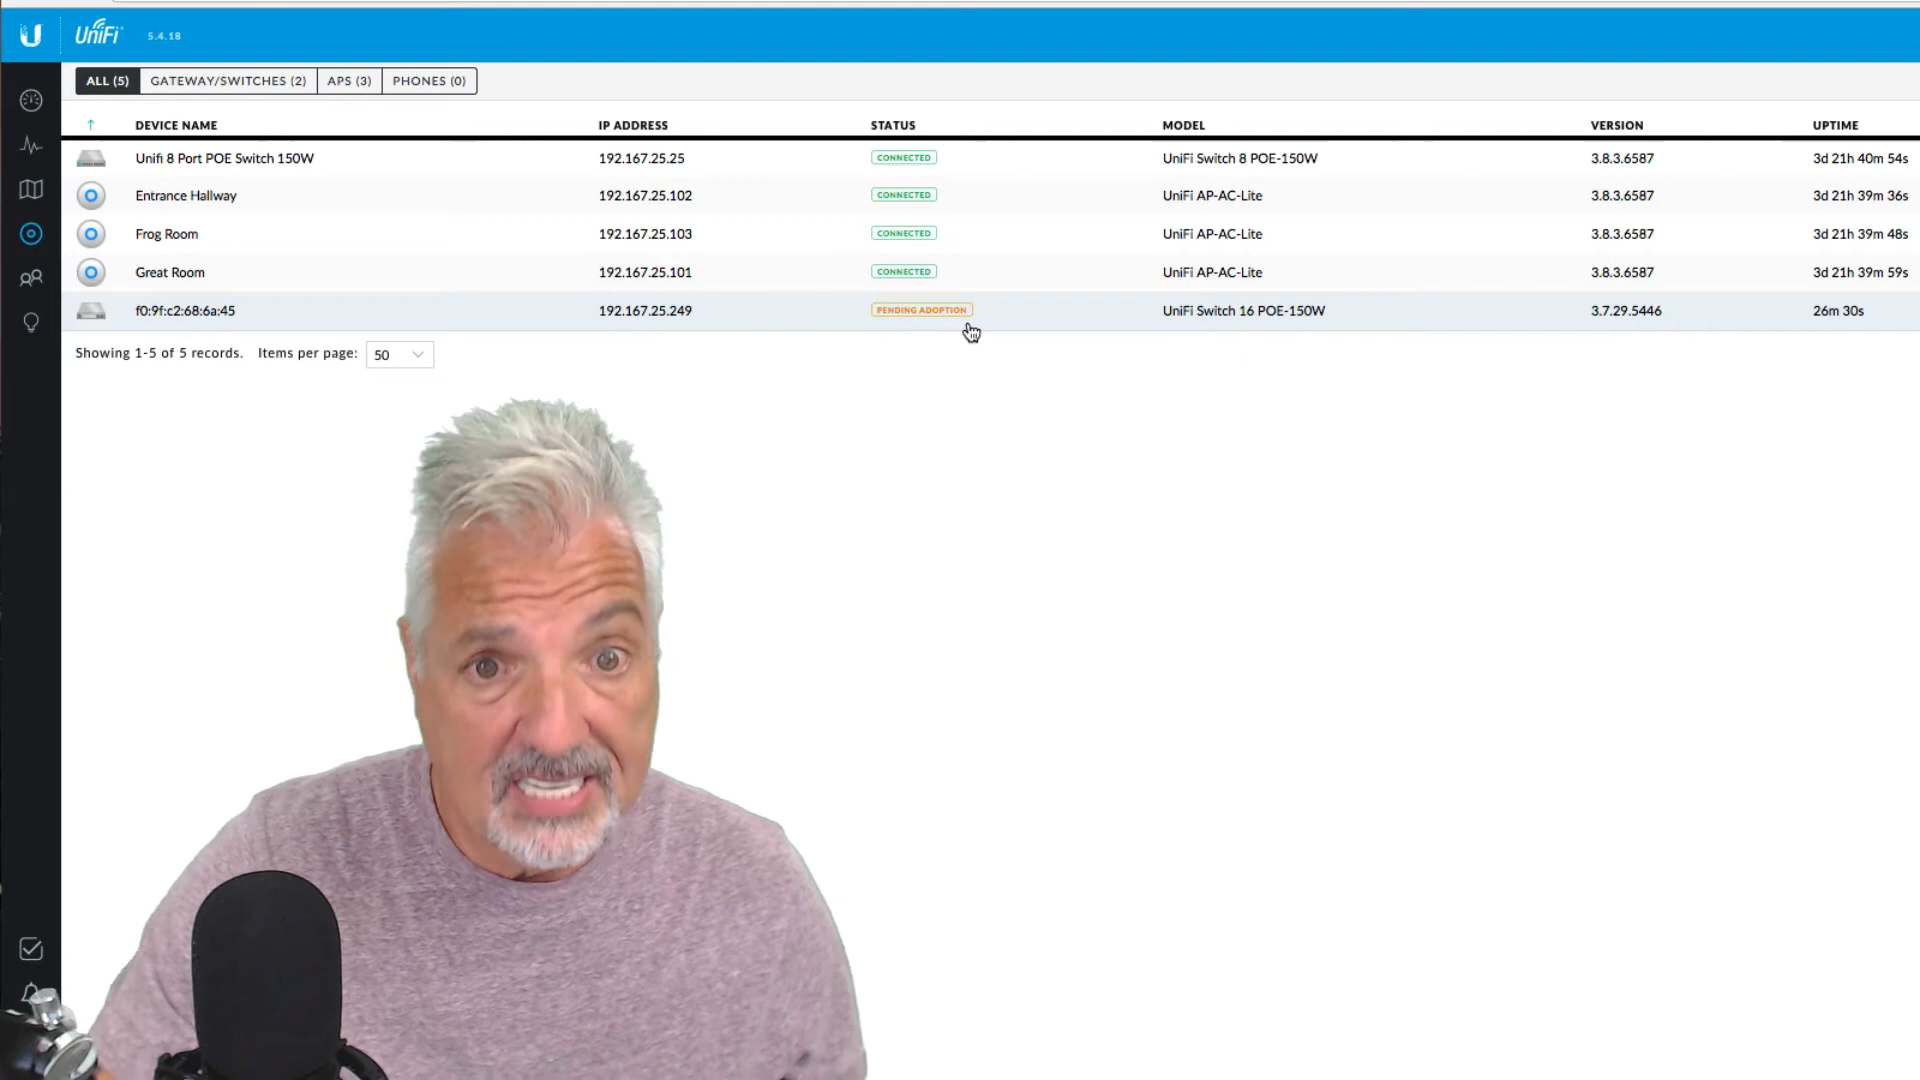 UniFi 5.4.18
ALL (5) GATEWAY/SWITCHES (2) APS (3) PHONES (0)
DEVICE NAME IP ADDRESS STATUS MODEL VERSION UPTIME
Unifi 8 Port POE Switch 150W 192.167.25.25 CONNECTED UniFi Switch 8 POE-150W 3.8.3.6587 3d 21h 40m 54s
Entrance Hallway 192.167.25.102 CONNECTED UniFi AP-AC-Lite 3.8.3.6587 3d 21h 39m 36s
Frog Room 192.167.25.103 CONNECTED UniFi AP-AC-Lite 3.8.3.6587 3d 21h 39m 48s
Great Room 192.167.25.101 CONNECTED UniFi AP-AC-Lite 3.8.3.6587 3d 21h 39m 59s
f0:9f:c2:68:6a:45 192.167.25.249 PENDING ADOPTION UniFi Switch 16 POE-150W 3.7.29.5446 26m 30s
Showing 1-5 of 5 records. Items per page: 50